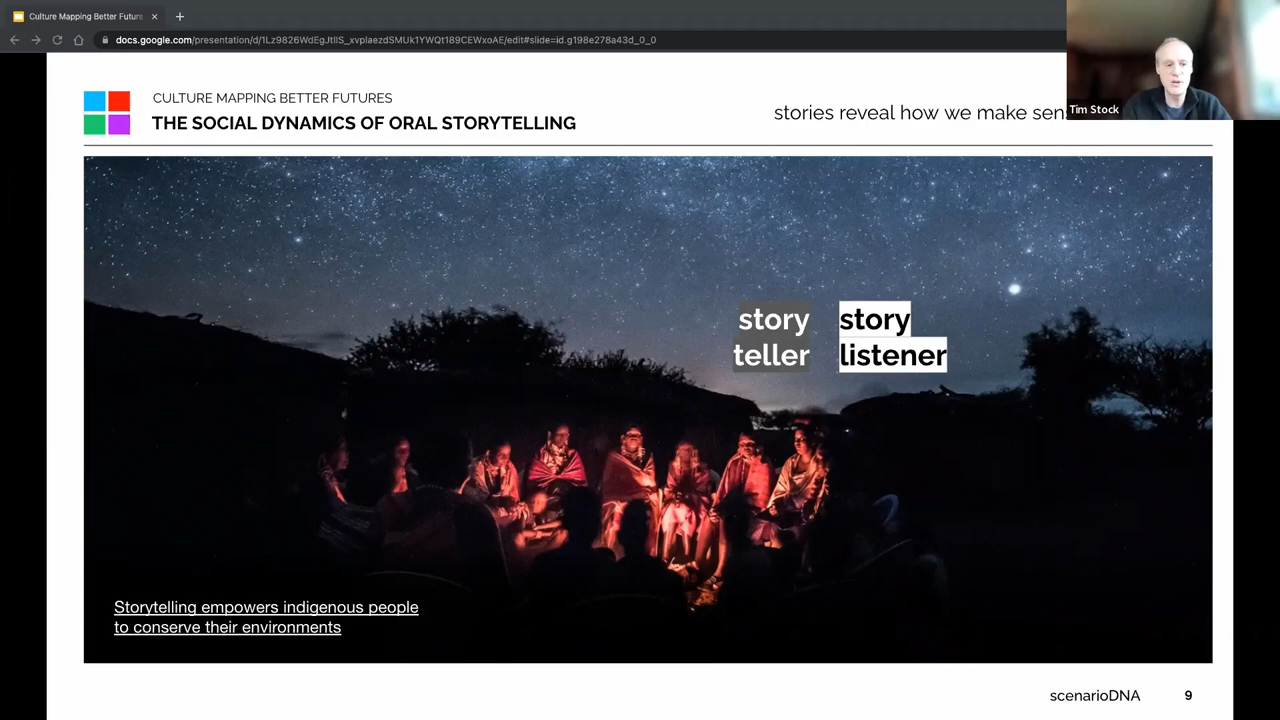 Culture Mapping Better Future
docs.google.com/presentation/d/1Lz9826WdEgJtIIS_xvpIaezdSMUk1YWQt189CEWxoAE/edit#slide=id.g198e278a43d_0_0
Tim Stock
CULTURE MAPPING BETTER FUTURES
THE SOCIAL DYNAMICS OF ORAL STORYTELLING
stories reveal how we make sen
story
teller
story
listener
Storytelling empowers indigenous people
to conserve their environments
scenarioDNA
9